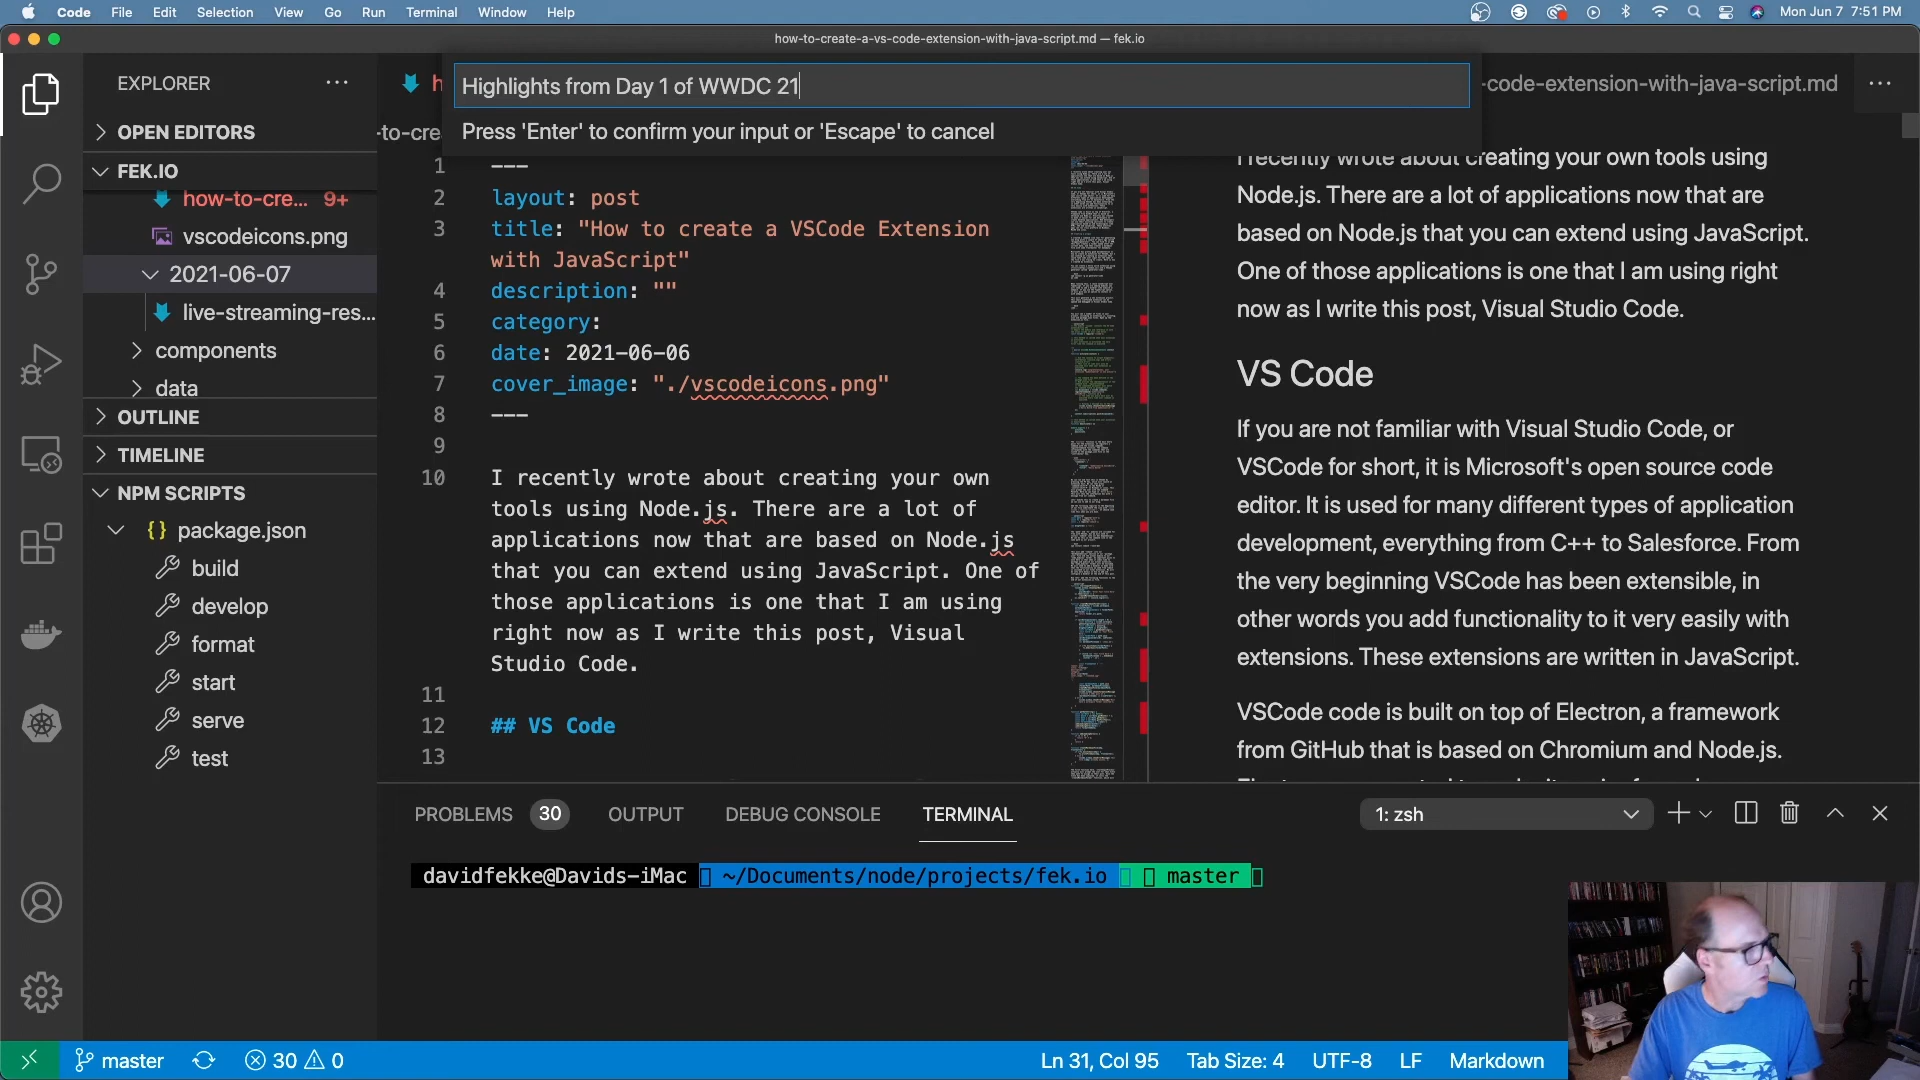 Code File Edit Selection View Go Run Terminal Window Help
Mon Jun 7 7:51 PM
how-to-create-a-vs-code-extension-with-java-script.md — fek.io
EXPLORER
Highlights from Day 1 of WWDC 21
Press 'Enter' to confirm your input or 'Escape' to cancel
-code-extension-with-java-script.md
OPEN EDITORS
-to-cre
FEK.IO
how-to-cre... 9+
vscodeicons.png
2021-06-07
live-streaming-res...
components
data
OUTLINE
TIMELINE
NPM SCRIPTS
{} package.json
build
develop
format
start
serve
test
1 ---
2 layout: post
3 title: "How to create a VSCode Extension
with JavaScript"
4 description: ""
5 category:
6 date: 2021-06-06
7 cover_image: "./vscodeicons.png"
8 ---
9
10 I recently wrote about creating your own
tools using Node.js. There are a lot of
applications now that are based on Node.js
that you can extend using JavaScript. One of
those applications is one that I am using
right now as I write this post, Visual
Studio Code.
11
12 ## VS Code
13
I recently wrote about creating your own tools using
Node.js. There are a lot of applications now that are
based on Node.js that you can extend using JavaScript.
One of those applications is one that I am using right
now as I write this post, Visual Studio Code.
VS Code
If you are not familiar with Visual Studio Code, or
VSCode for short, it is Microsoft's open source code
editor. It is used for many different types of application
development, everything from C++ to Salesforce. From
the very beginning VSCode has been extensible, in
other words you add functionality to it very easily with
extensions. These extensions are written in JavaScript.
VSCode code is built on top of Electron, a framework
from GitHub that is based on Chromium and Node.js.
PROBLEMS 30 OUTPUT DEBUG CONSOLE TERMINAL
1: zsh
davidfekke@Davids-iMac ~/Documents/node/projects/fek.io master
master 30 0
Ln 31, Col 95 Tab Size: 4 UTF-8 LF Markdown